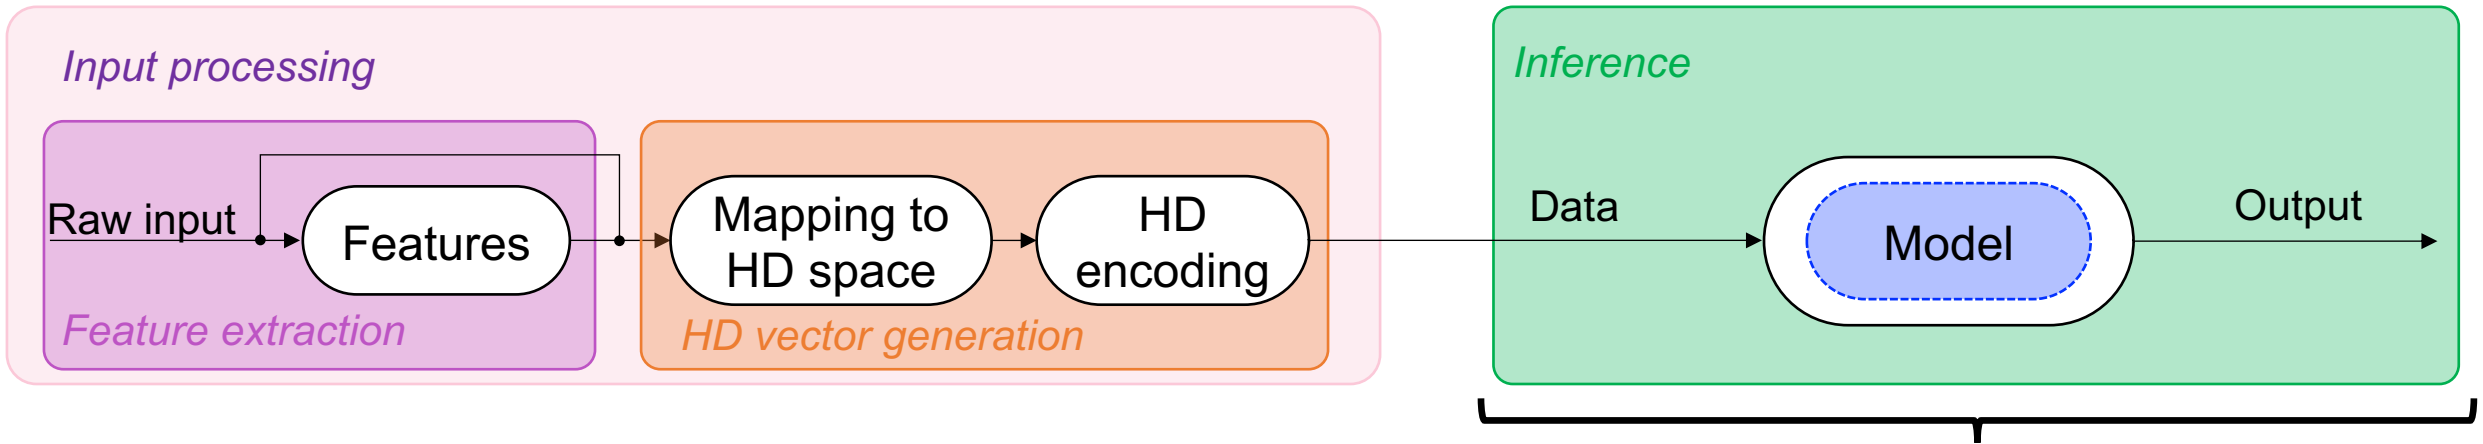 Input processing
Inference
Raw input
Features
Mapping to
HD space
HD
encoding
Data
Model
Output
Feature extraction
HD vector generation